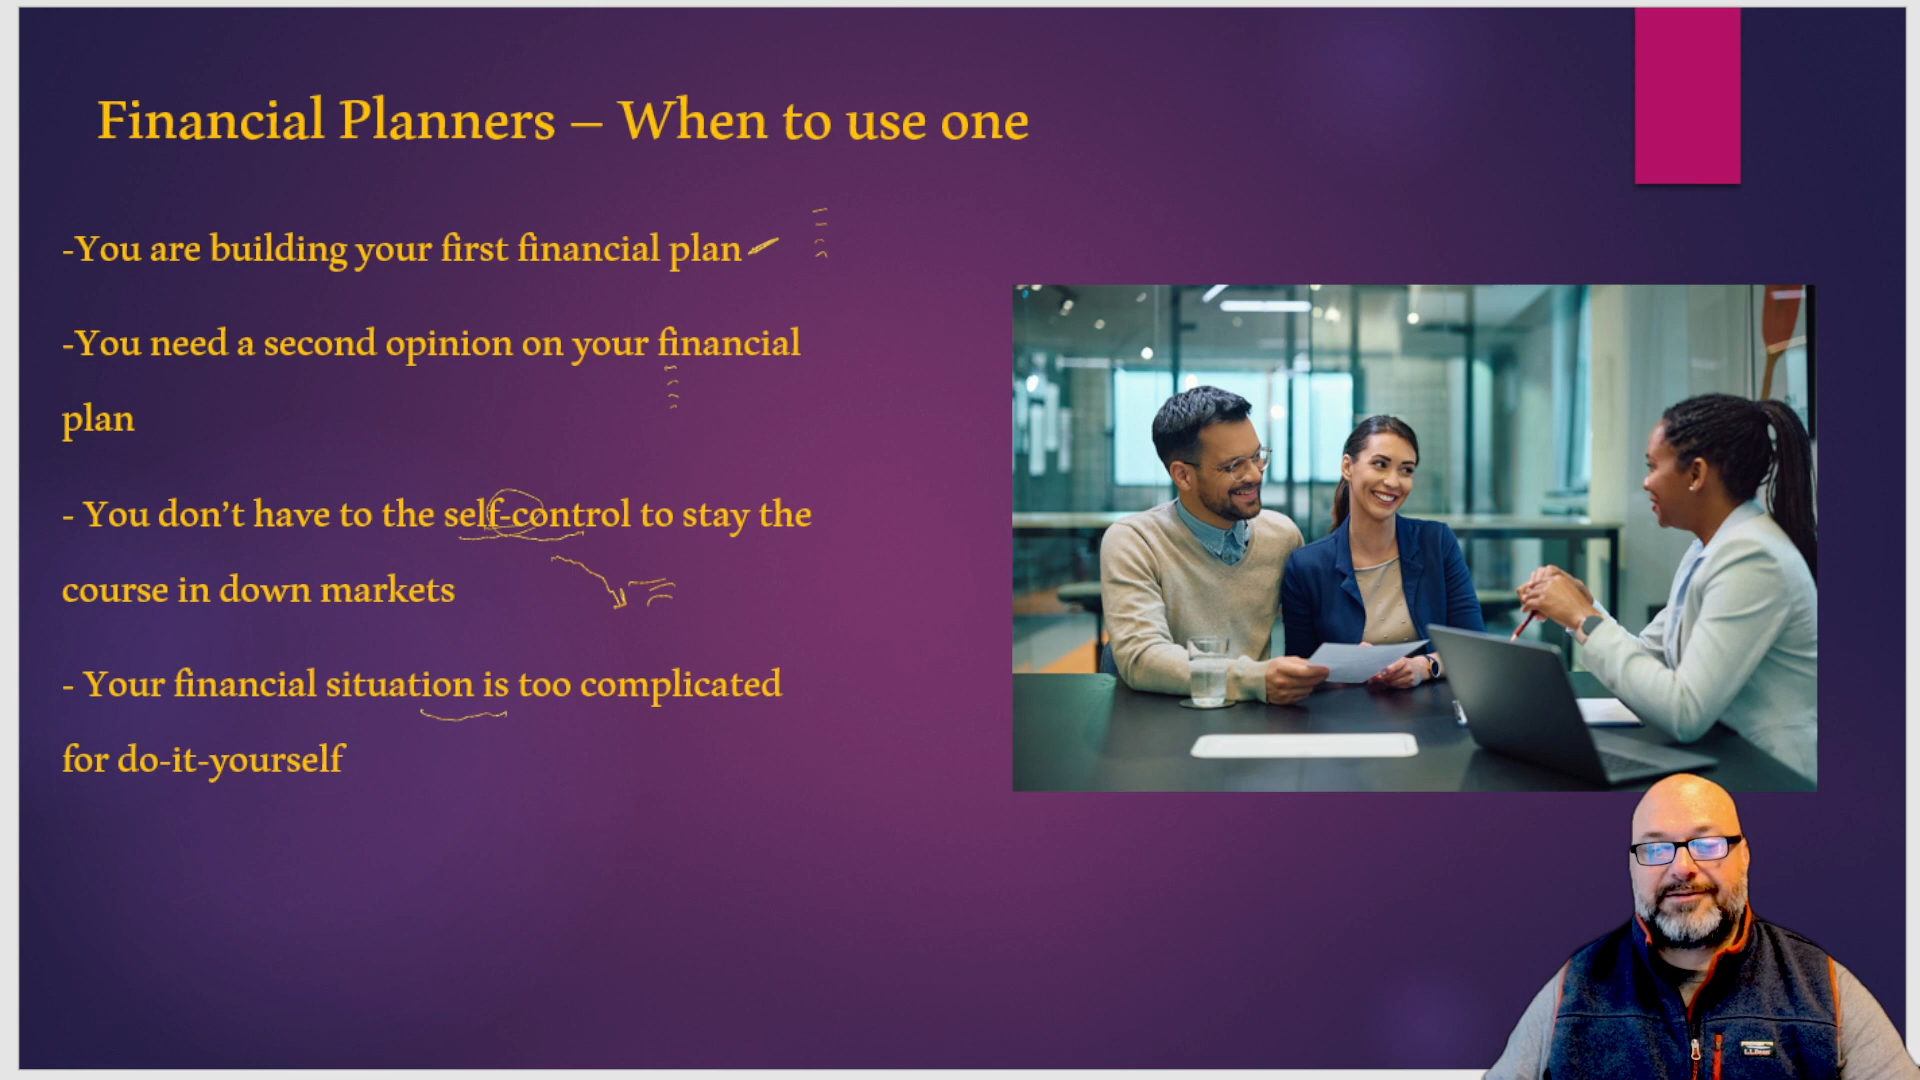 Financial Planners – When to use one
-You are building your first financial plan
-You need a second opinion on your financial
plan
- You don’t have to the self-control to stay the
course in down markets
- Your financial situation is too complicated
for do-it-yourself
L.L.Bean